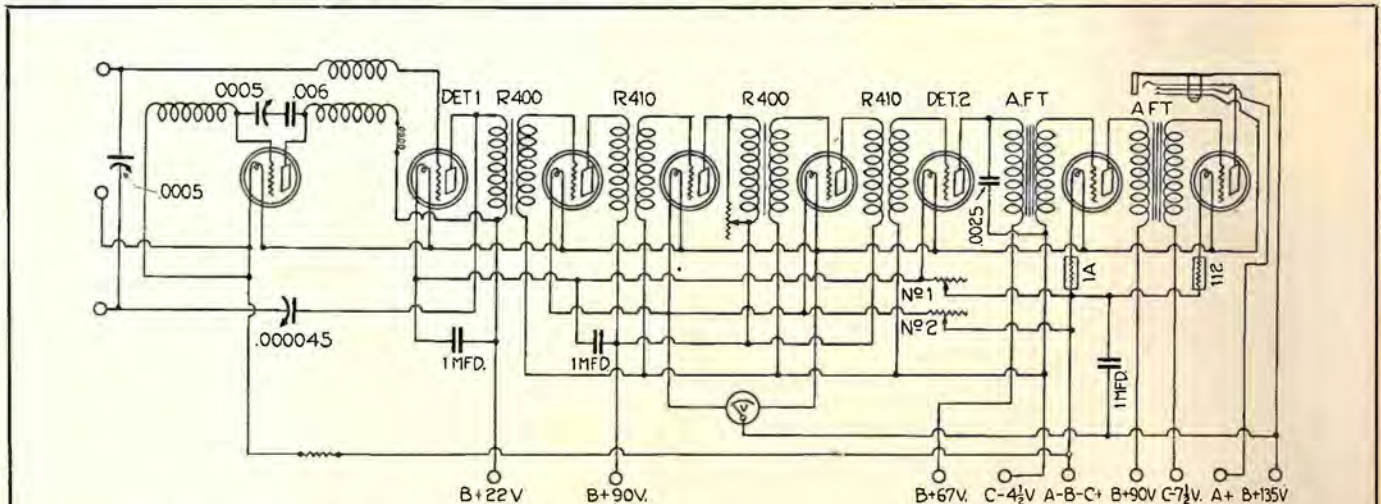 .0005 .006
DET.1 R400 R410 R400 R410 DET.2 A.F.T A F T
.0005
.0025
1A
112
Nº1
Nº2
.000045
1 MFD. 1 MFD. 1 MFD.
V
B+22V B+90V. B+67V. C-4½V A-B-C+ B+90V C-7½V. A+ B+135V